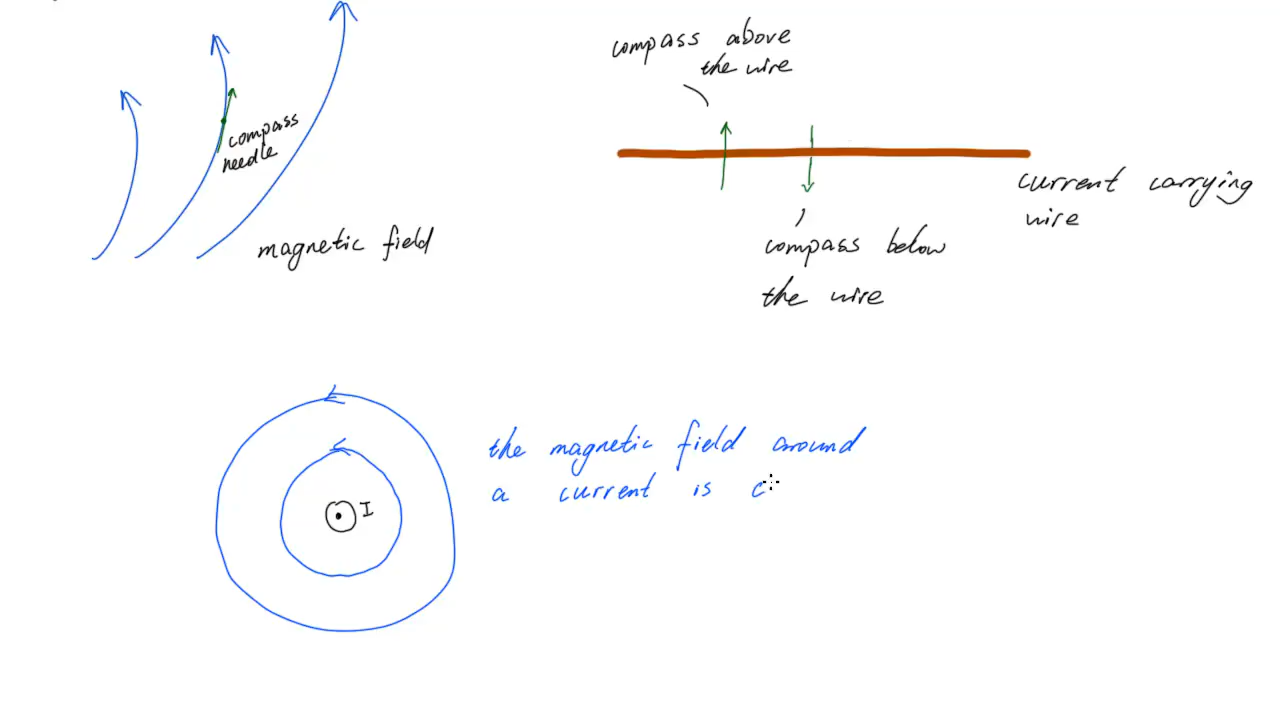 compass
needle
magnetic field
compass above
the wire
current carrying
wire
compass below
the wire
I
the magnetic field around
a current is c